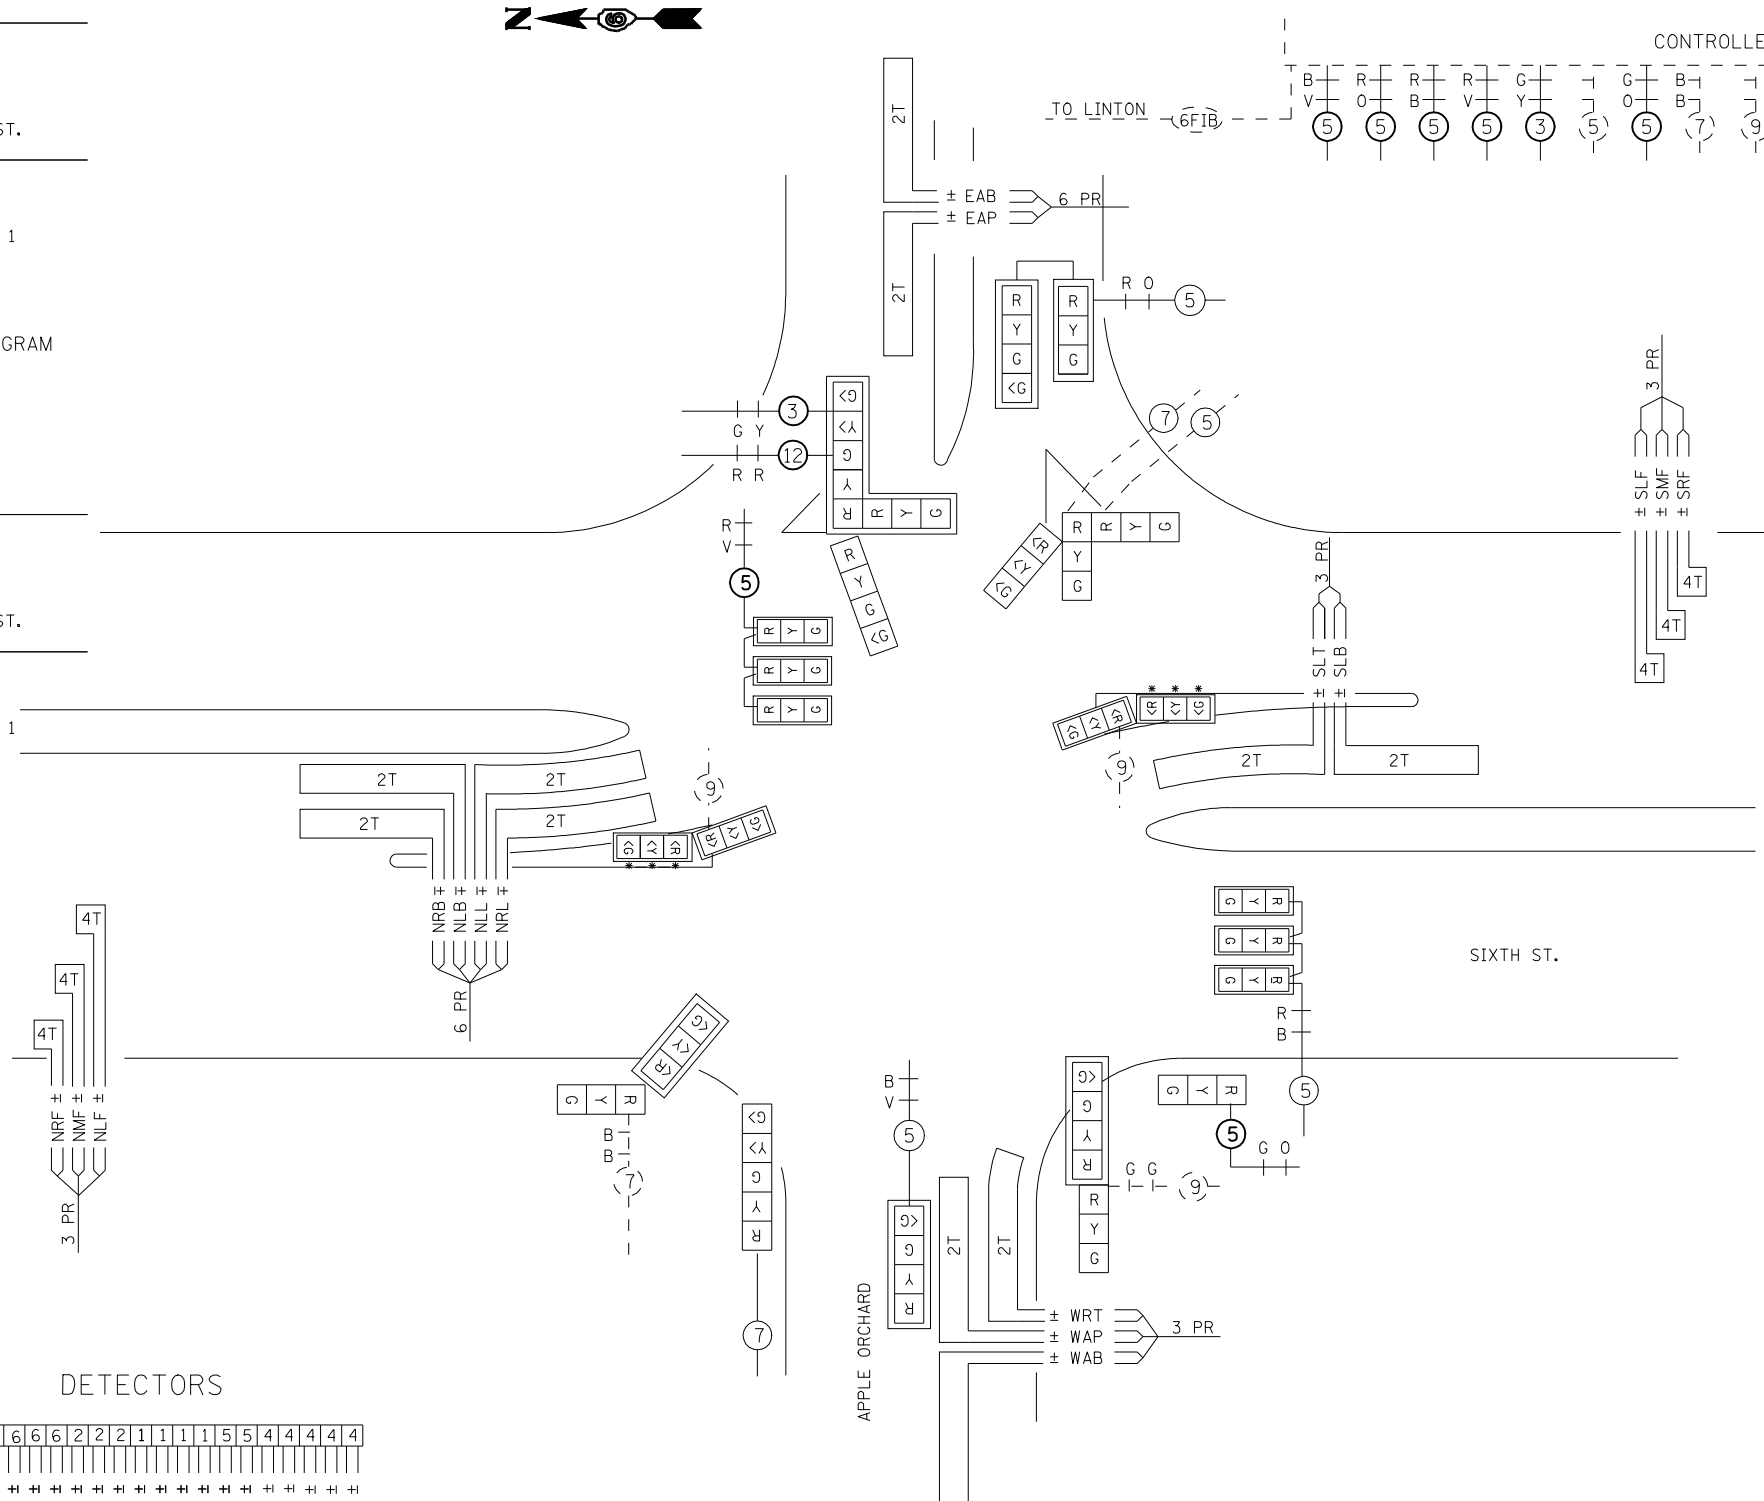 N
CONTROLLE
B R R R G G B
V O B V Y O B
5 5 5 5 3 5 5 7 9
TO LINTON 6FIB
ST.
1
GRAM
2T
± EAB
± EAP
6 PR
2T
R Y G <G
R Y G
R O 5
3
G Y
12
R R
G>
Y>
G
Y
R R Y G
7
5
3 PR
±SLF
±SMF
±SRF
4T
4T
4T
R
V
5
R
Y
G
<G
<R
<Y
<G
R R Y G
Y
G
3 PR
± SLT
± SLB
ST.
1
R Y G
R Y G
R Y G
* * *
<R <Y <G
<G <Y <R
9
2T 2T
2T 2T
2T 2T
9
<G <Y <R
* * *
<R <Y <G
NRB ±
NLB ±
NLL ±
NRL ±
6 PR
4T
4T
4T
NRF ±
NMF ±
NLF ±
3 PR
G Y R
G Y R
G Y R
R
B
5
SIXTH ST.
<G
<Y
<R
G Y R
B
B
7
G>
Y>
G
Y
R
7
B
V
5
<G
G
Y
R
<G
G
Y
R
R
Y
G
G Y R
5
G O
G G 9
2T
2T
APPLE ORCHARD
± WRT
± WAP
± WAB
3 PR
DETECTORS
6 6 6 2 2 2 1 1 1 1 5 5 4 4 4 4 4
± ± ± ± ± ± ± ± ± ± ± ± ± ± ± ± ±